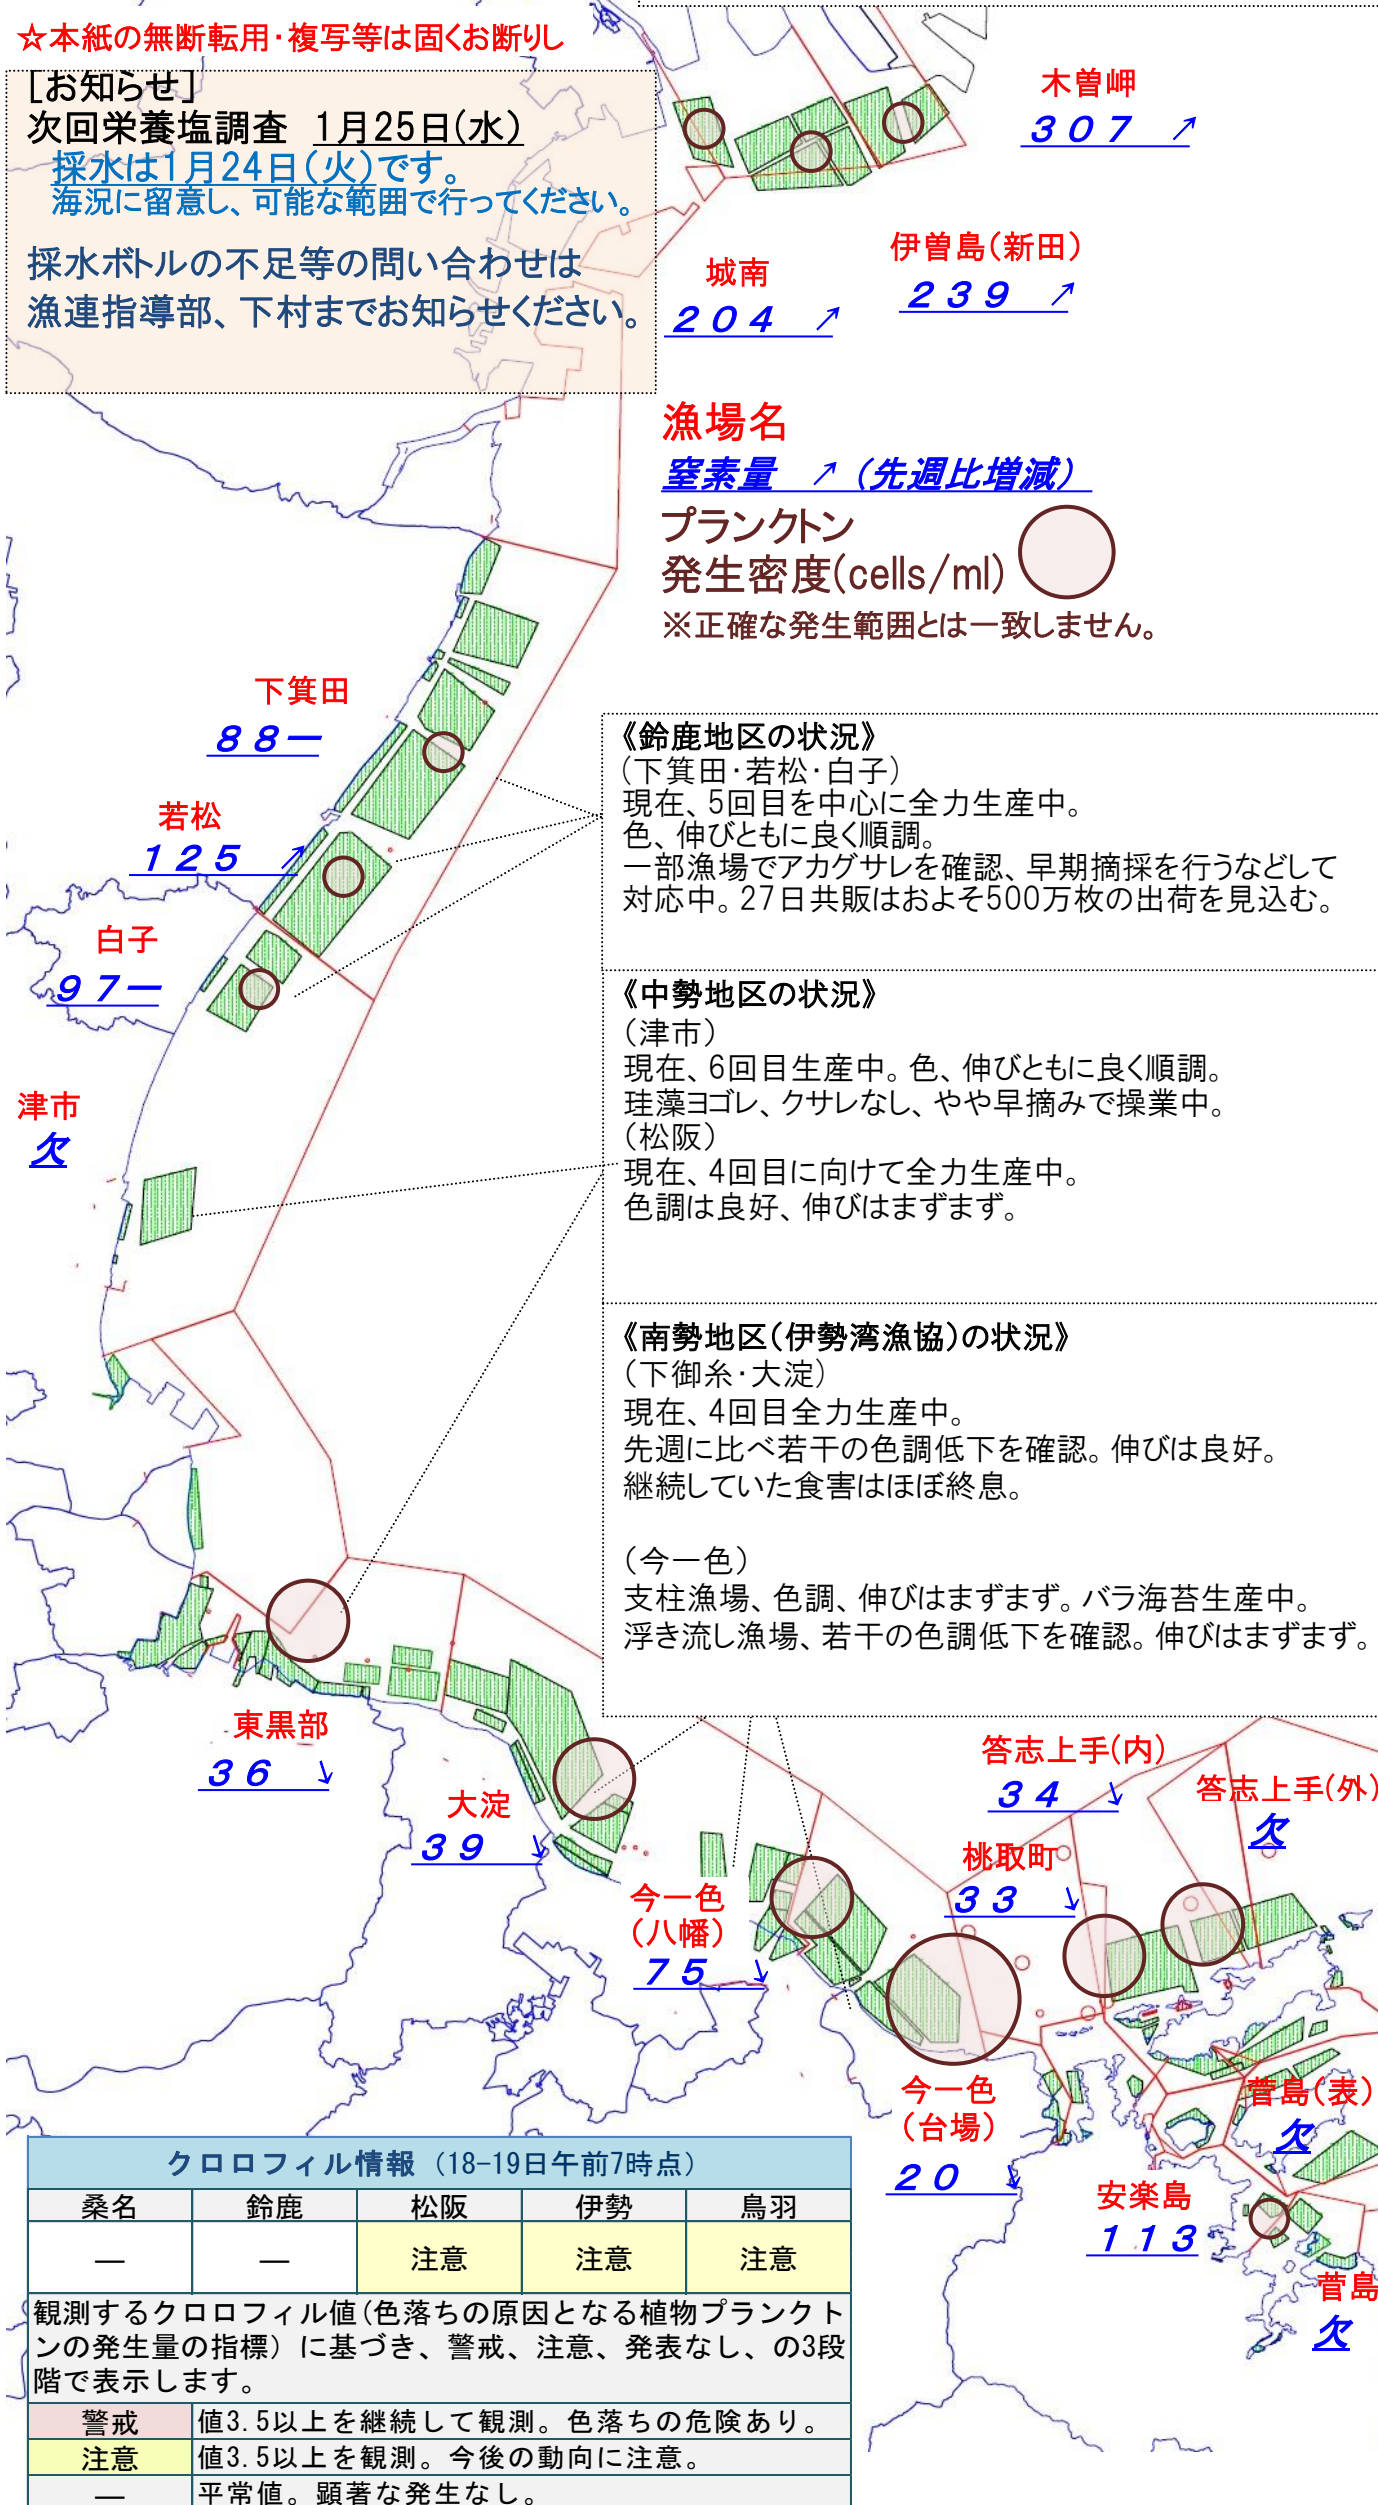 ☆本紙の無断転用･複写等は固くお断りし
[お知らせ]
次回栄養塩調査　1月25日(水)
採水は1月24日(火)です。
海況に留意し、可能な範囲で行ってください。
採水ボトルの不足等の問い合わせは
漁連指導部、下村までお知らせください。
木曽岬
307　↗
伊曽島(新田)
239　↗
城南
204　↗
漁場名
窒素量　↗(先週比増減)
プランクトン
発生密度(cells/ml)
※正確な発生範囲とは一致しません。
下箕田
88ー
若松
125　↗
白子
97ー
津市
欠
《鈴鹿地区の状況》
(下箕田･若松･白子)
現在、5回目を中心に全力生産中。
色、伸びともに良く順調。
一部漁場でアカグサレを確認、早期摘採を行うなどして
対応中。27日共販はおよそ500万枚の出荷を見込む。
《中勢地区の状況》
(津市)
現在、6回目生産中。色、伸びともに良く順調。
珪藻ヨゴレ、クサレなし、やや早摘みで操業中。
(松阪)
現在、4回目に向けて全力生産中。
色調は良好、伸びはまずまず。
《南勢地区(伊勢湾漁協)の状況》
(下御糸･大淀)
現在、4回目全力生産中。
先週に比べ若干の色調低下を確認。伸びは良好。
継続していた食害はほぼ終息。
(今一色)
支柱漁場、色調、伸びはまずまず。バラ海苔生産中。
浮き流し漁場、若干の色調低下を確認。伸びはまずまず。
東黒部
36　↓
大淀
39　↓
今一色
(八幡)
75　↓
答志上手(内)
34　↓
答志上手(外)
欠
桃取町
33　↓
今一色
(台場)
20　↓
菅島(表)
欠
安楽島
113
菅島
欠
クロロフィル情報 (18-19日午前7時点)
桑名　鈴鹿　松阪　伊勢　鳥羽
―　―　注意　注意　注意
観測するクロロフィル値(色落ちの原因となる植物プランクト
ンの発生量の指標) に基づき、警戒、注意、発表なし、の3段
階で表示します。
警戒　値3.5以上を継続して観測。色落ちの危険あり。
注意　値3.5以上を観測。今後の動向に注意。
―　平常値。顕著な発生なし。